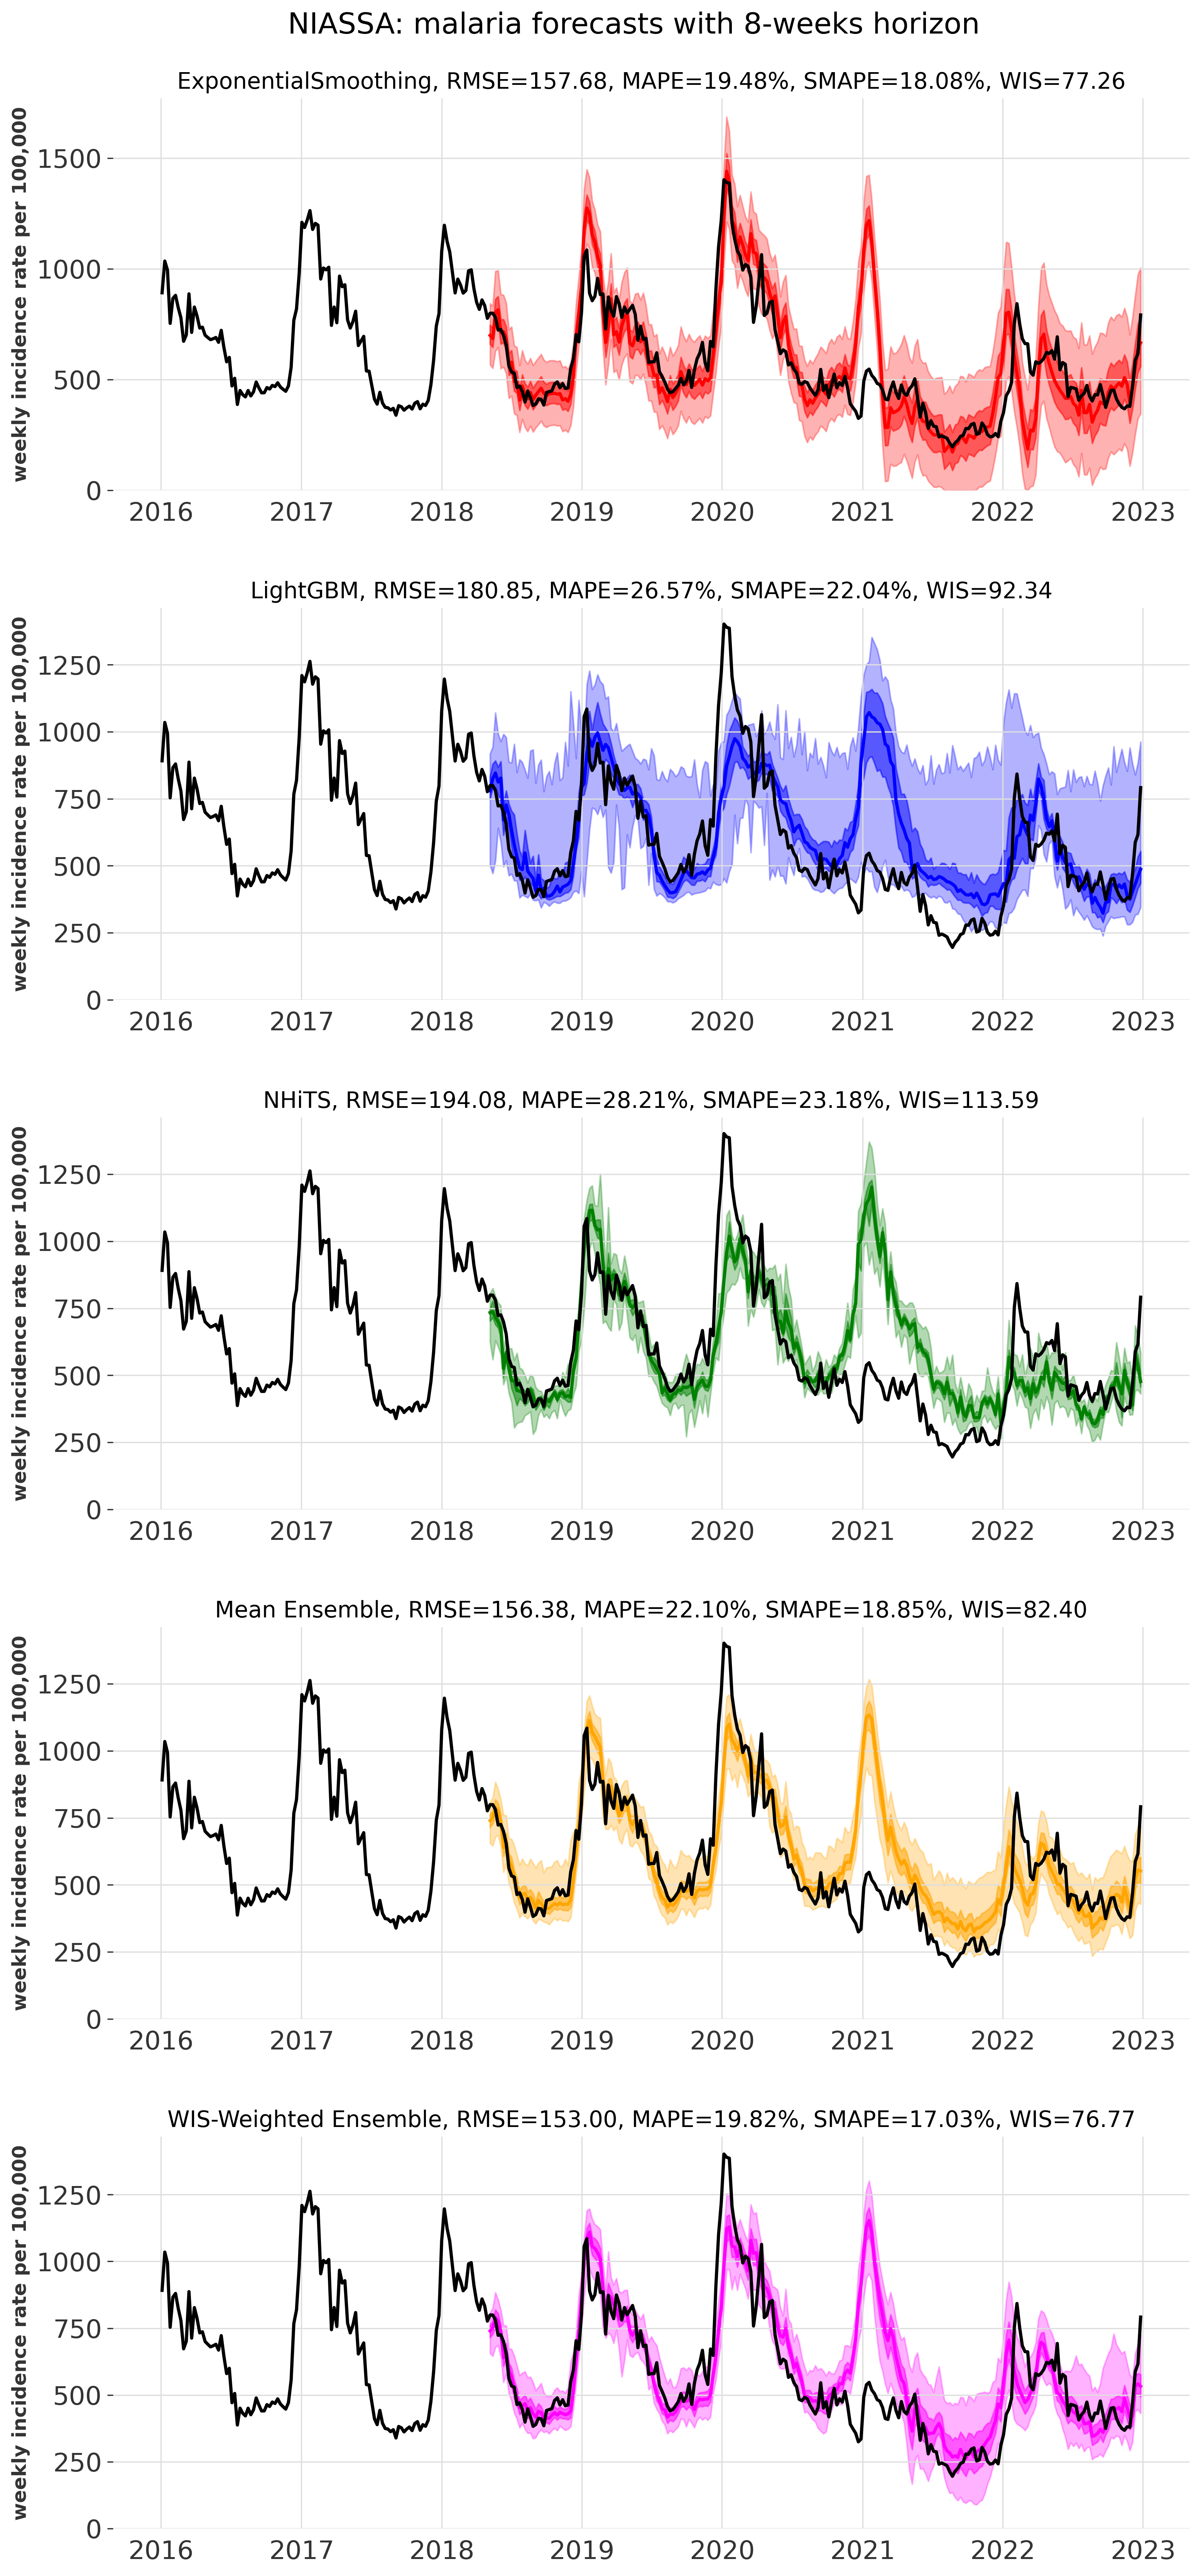 NIASSA: malaria forecasts with 8-weeks horizon
ExponentialSmoothing, RMSE=157.68, MAPE=19.48%, SMAPE=18.08%, WIS=77.26
weekly incidence rate per 100,000
1500
1000
500
0
2016 2017 2018 2019 2020 2021 2022 2023
LightGBM, RMSE=180.85, MAPE=26.57%, SMAPE=22.04%, WIS=92.34
weekly incidence rate per 100,000
1250
1000
750
500
250
0
2016 2017 2018 2019 2020 2021 2022 2023
NHiTS, RMSE=194.08, MAPE=28.21%, SMAPE=23.18%, WIS=113.59
weekly incidence rate per 100,000
1250
1000
750
500
250
0
2016 2017 2018 2019 2020 2021 2022 2023
Mean Ensemble, RMSE=156.38, MAPE=22.10%, SMAPE=18.85%, WIS=82.40
weekly incidence rate per 100,000
1250
1000
750
500
250
0
2016 2017 2018 2019 2020 2021 2022 2023
WIS-Weighted Ensemble, RMSE=153.00, MAPE=19.82%, SMAPE=17.03%, WIS=76.77
weekly incidence rate per 100,000
1250
1000
750
500
250
0
2016 2017 2018 2019 2020 2021 2022 2023